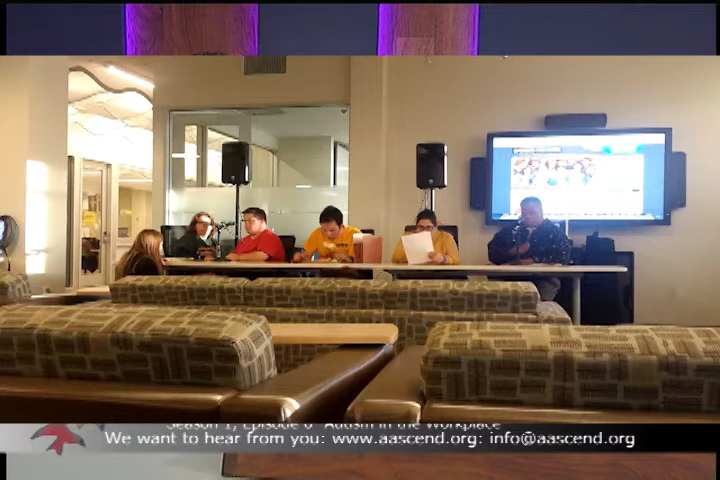 Season 1, Episode 6 "Autism in the Workplace"
We want to hear from you: www.aascend.org: info@aascend.org